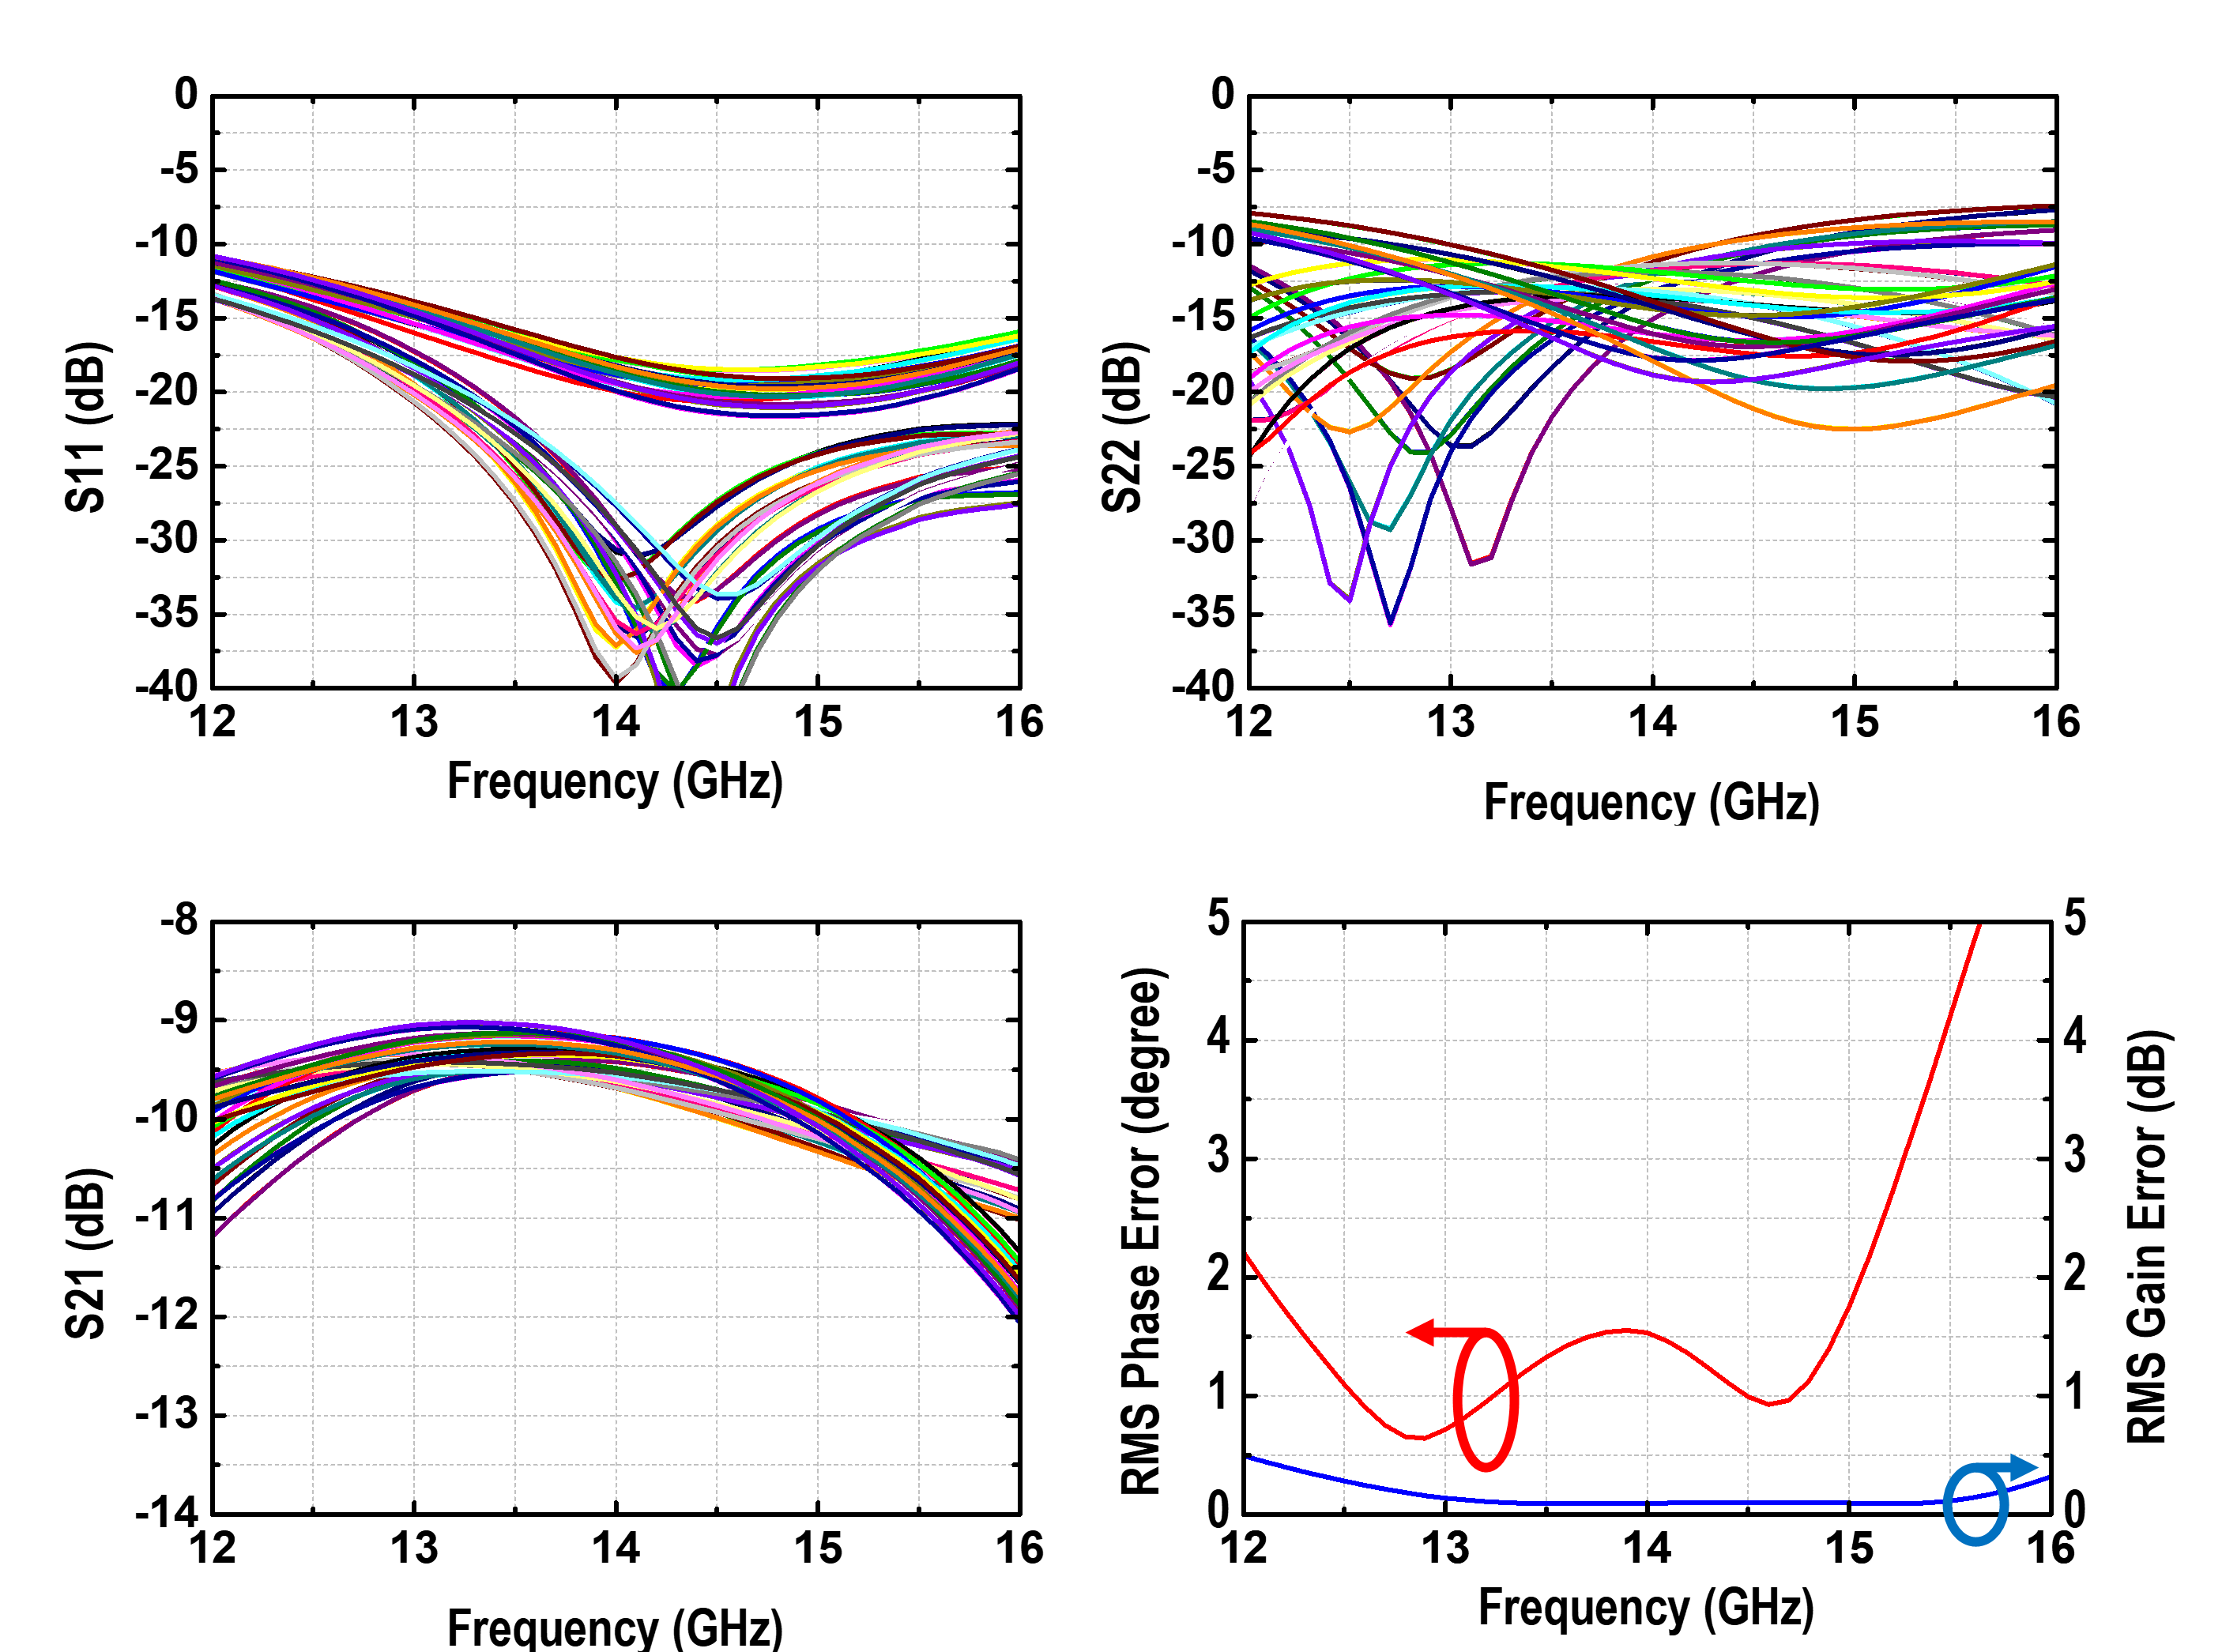 0
-5
-10
-15
-20
-25
-30
-35
-40
12 13 14 15 16
S11 (dB)
Frequency (GHz)
0
-5
-10
-15
-20
-25
-30
-35
-40
12 13 14 15 16
S22 (dB)
Frequency (GHz)
-8
-9
-10
-11
-12
-13
-14
12 13 14 15 16
S21 (dB)
Frequency (GHz)
5
4
3
2
1
0
12 13 14 15 16
RMS Phase Error (degree)
5
4
3
2
1
0
RMS Gain Error (dB)
Frequency (GHz)